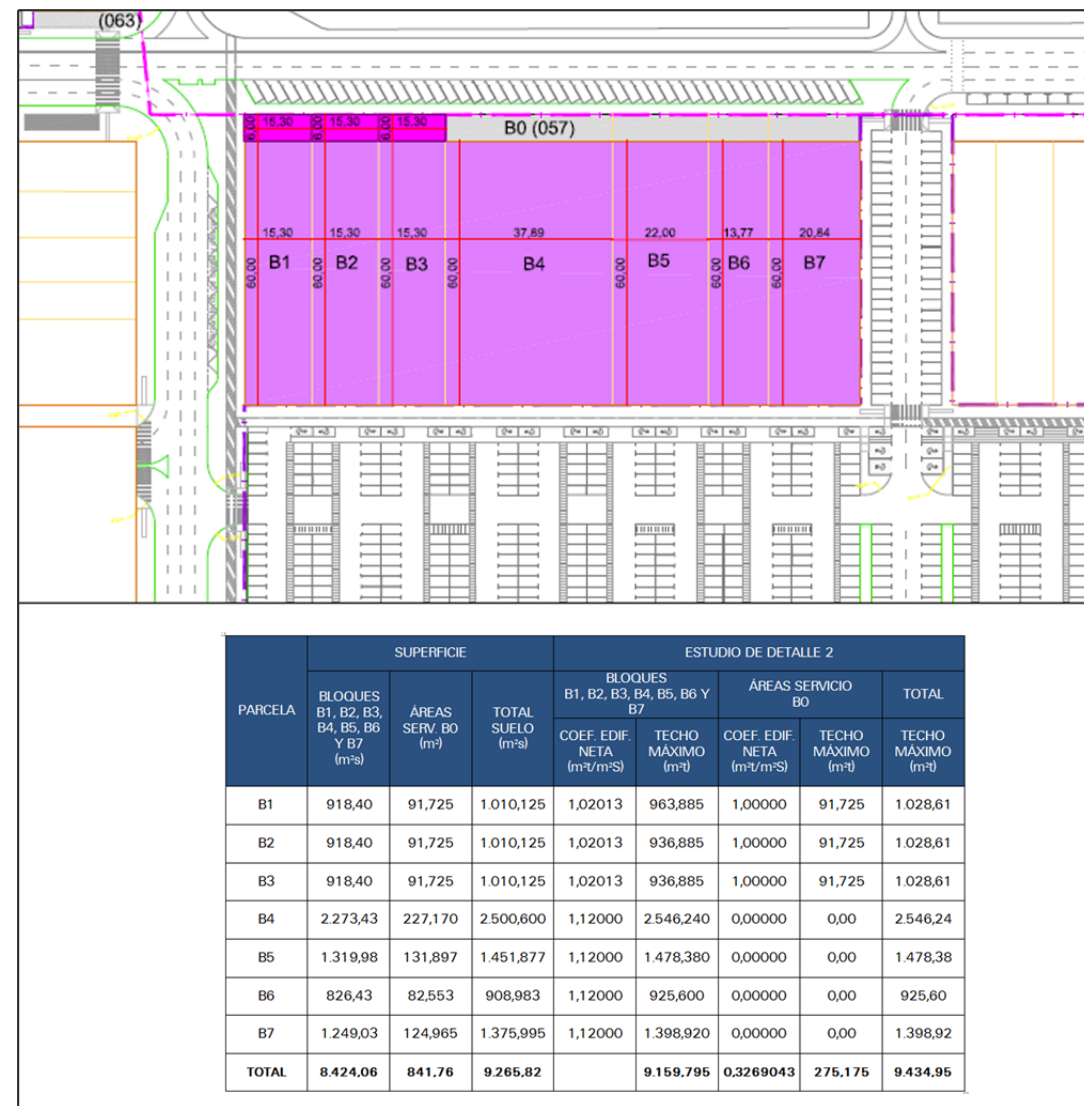 (063)
6,00 15,30 6,00 15,30 6,00 15,30 B0 (057)
15,30 15,30 15,30 37,89 22,00 13,77 20,84
B1 B2 B3 B4 B5 B6 B7
60,00 60,00 60,00 60,00 60,00 60,00 60,00
PARCELA
SUPERFICIE
ESTUDIO DE DETALLE 2
BLOQUES
B1, B2, B3,
B4, B5, B6
Y B7
(m²s)
ÁREAS
SERV. B0
(m²)
TOTAL
SUELO
(m²s)
BLOQUES
B1, B2, B3, B4, B5, B6 Y
B7
ÁREAS SERVICIO
B0
TOTAL
COEF. EDIF.
NETA
(m²t/m²S)
TECHO
MÁXIMO
(m²t)
COEF. EDIF.
NETA
(m²t/m²S)
TECHO
MÁXIMO
(m²t)
TECHO
MÁXIMO
(m²t)
B1 918,40 91,725 1.010,125 1,02013 963,885 1,00000 91,725 1.028,61
B2 918,40 91,725 1.010,125 1,02013 936,885 1,00000 91,725 1.028,61
B3 918,40 91,725 1.010,125 1,02013 936,885 1,00000 91,725 1.028,61
B4 2.273,43 227,170 2.500,600 1,12000 2.546,240 0,00000 0,00 2.546,24
B5 1.319,98 131,897 1.451,877 1,12000 1.478,380 0,00000 0,00 1.478,38
B6 826,43 82,553 908,983 1,12000 925,600 0,00000 0,00 925,60
B7 1.249,03 124,965 1.375,995 1,12000 1.398,920 0,00000 0,00 1.398,92
TOTAL 8.424,06 841,76 9.265,82 9.159,795 0,3269043 275,175 9.434,95